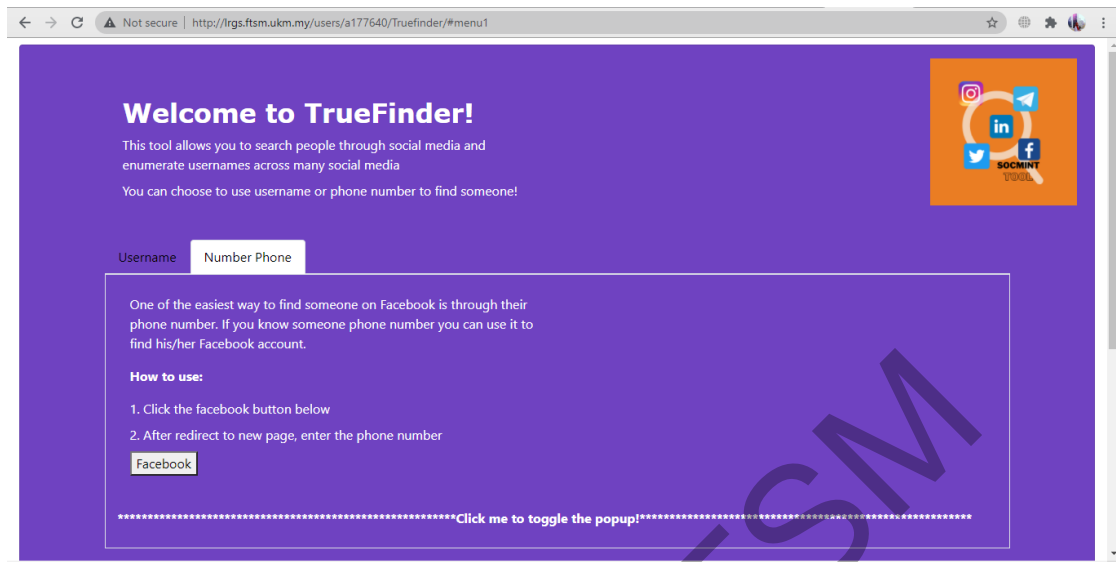 Not secure | http://lrgs.ftsm.ukm.my/users/a177640/Truefinder/#menu1
Welcome to TrueFinder!
This tool allows you to search people through social media and
enumerate usernames across many social media
You can choose to use username or phone number to find someone!
in
f
SOCMINT
TOOL
Username
Number Phone
One of the easiest way to find someone on Facebook is through their
phone number. If you know someone phone number you can use it to
find his/her Facebook account.
How to use:
1. Click the facebook button below
2. After redirect to new page, enter the phone number
Facebook
*********************************************************Click me to toggle the popup!********************************************************
TSM